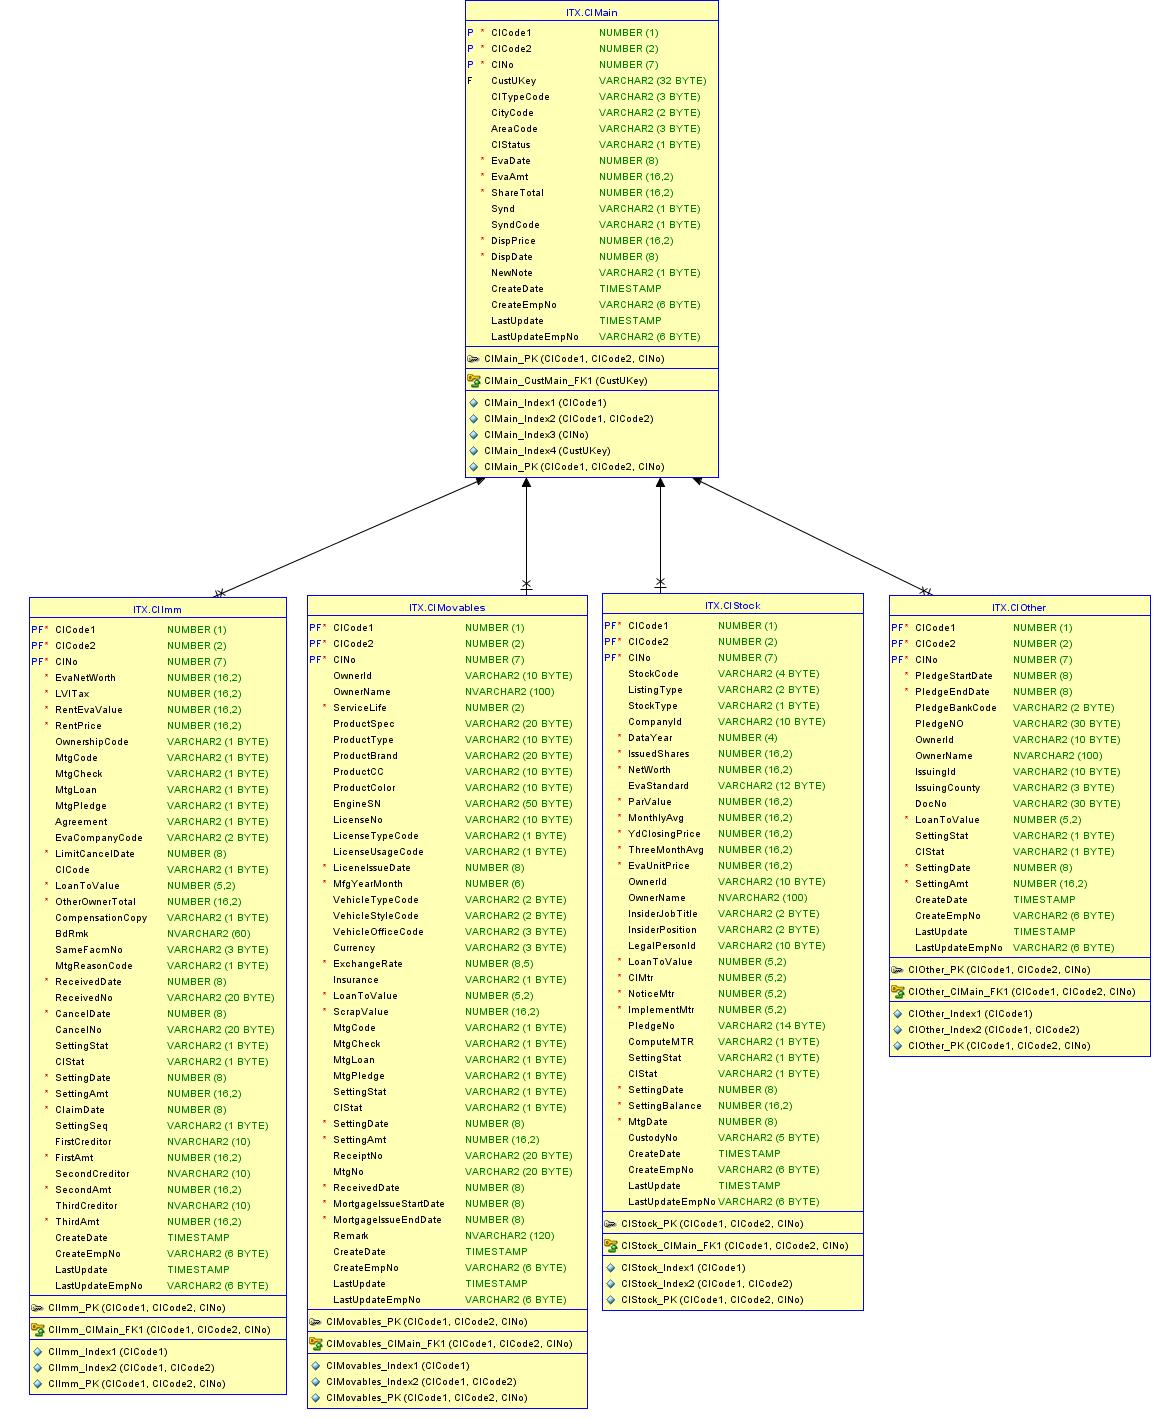 ITX.ClMain
P * ClCode1 NUMBER (1)
P * ClCode2 NUMBER (2)
P * ClNo NUMBER (7)
F CustUKey VARCHAR2 (32 BYTE)
ClTypeCode VARCHAR2 (3 BYTE)
CityCode VARCHAR2 (2 BYTE)
AreaCode VARCHAR2 (3 BYTE)
ClStatus VARCHAR2 (1 BYTE)
* EvaDate NUMBER (8)
* EvaAmt NUMBER (16,2)
* ShareTotal NUMBER (16,2)
Synd VARCHAR2 (1 BYTE)
SyndCode VARCHAR2 (1 BYTE)
* DispPrice NUMBER (16,2)
* DispDate NUMBER (8)
NewNote VARCHAR2 (1 BYTE)
CreateDate TIMESTAMP
CreateEmpNo VARCHAR2 (6 BYTE)
LastUpdate TIMESTAMP
LastUpdateEmpNo VARCHAR2 (6 BYTE)
ClMain_PK (ClCode1, ClCode2, ClNo)
ClMain_CustMain_FK1 (CustUKey)
ClMain_Index1 (ClCode1)
ClMain_Index2 (ClCode1, ClCode2)
ClMain_Index3 (ClNo)
ClMain_Index4 (CustUKey)
ClMain_PK (ClCode1, ClCode2, ClNo)
ITX.ClImm
PF* ClCode1 NUMBER (1)
PF* ClCode2 NUMBER (2)
PF* ClNo NUMBER (7)
* EvaNetWorth NUMBER (16,2)
* LVITax NUMBER (16,2)
* RentEvaValue NUMBER (16,2)
* RentPrice NUMBER (16,2)
OwnershipCode VARCHAR2 (1 BYTE)
MtgCode VARCHAR2 (1 BYTE)
MtgCheck VARCHAR2 (1 BYTE)
MtgLoan VARCHAR2 (1 BYTE)
MtgPledge VARCHAR2 (1 BYTE)
Agreement VARCHAR2 (1 BYTE)
EvaCompanyCode VARCHAR2 (2 BYTE)
* LimitCancelDate NUMBER (8)
ClCode VARCHAR2 (1 BYTE)
* LoanToValue NUMBER (5,2)
* OtherOwnerTotal NUMBER (16,2)
CompensationCopy VARCHAR2 (1 BYTE)
BdRmk NVARCHAR2 (60)
SameFacmNo VARCHAR2 (3 BYTE)
MtgReasonCode VARCHAR2 (1 BYTE)
* ReceivedDate NUMBER (8)
ReceivedNo VARCHAR2 (20 BYTE)
* CancelDate NUMBER (8)
CancelNo VARCHAR2 (20 BYTE)
SettingStat VARCHAR2 (1 BYTE)
ClStat VARCHAR2 (1 BYTE)
* SettingDate NUMBER (8)
* SettingAmt NUMBER (16,2)
* ClaimDate NUMBER (8)
SettingSeq VARCHAR2 (1 BYTE)
FirstCreditor NVARCHAR2 (10)
* FirstAmt NUMBER (16,2)
SecondCreditor NVARCHAR2 (10)
* SecondAmt NUMBER (16,2)
ThirdCreditor NVARCHAR2 (10)
* ThirdAmt NUMBER (16,2)
CreateDate TIMESTAMP
CreateEmpNo VARCHAR2 (6 BYTE)
LastUpdate TIMESTAMP
LastUpdateEmpNo VARCHAR2 (6 BYTE)
ClImm_PK (ClCode1, ClCode2, ClNo)
ClImm_ClMain_FK1 (ClCode1, ClCode2, ClNo)
ClImm_Index1 (ClCode1)
ClImm_Index2 (ClCode1, ClCode2)
ClImm_PK (ClCode1, ClCode2, ClNo)
ITX.ClMovables
PF* ClCode1 NUMBER (1)
PF* ClCode2 NUMBER (2)
PF* ClNo NUMBER (7)
OwnerId VARCHAR2 (10 BYTE)
OwnerName NVARCHAR2 (100)
* ServiceLife NUMBER (2)
ProductSpec VARCHAR2 (20 BYTE)
ProductType VARCHAR2 (10 BYTE)
ProductBrand VARCHAR2 (20 BYTE)
ProductCC VARCHAR2 (10 BYTE)
ProductColor VARCHAR2 (10 BYTE)
EngineSN VARCHAR2 (50 BYTE)
LicenseNo VARCHAR2 (10 BYTE)
LicenseTypeCode VARCHAR2 (1 BYTE)
LicenseUsageCode VARCHAR2 (1 BYTE)
* LiceneIssueDate NUMBER (8)
* MfgYearMonth NUMBER (6)
VehicleTypeCode VARCHAR2 (2 BYTE)
VehicleStyleCode VARCHAR2 (2 BYTE)
VehicleOfficeCode VARCHAR2 (3 BYTE)
Currency VARCHAR2 (3 BYTE)
* ExchangeRate NUMBER (8,5)
Insurance VARCHAR2 (1 BYTE)
* LoanToValue NUMBER (5,2)
* ScrapValue NUMBER (16,2)
MtgCode VARCHAR2 (1 BYTE)
MtgCheck VARCHAR2 (1 BYTE)
MtgLoan VARCHAR2 (1 BYTE)
MtgPledge VARCHAR2 (1 BYTE)
SettingStat VARCHAR2 (1 BYTE)
ClStat VARCHAR2 (1 BYTE)
* SettingDate NUMBER (8)
* SettingAmt NUMBER (16,2)
ReceiptNo VARCHAR2 (20 BYTE)
MtgNo VARCHAR2 (20 BYTE)
* ReceivedDate NUMBER (8)
* MortgageIssueStartDate NUMBER (8)
* MortgageIssueEndDate NUMBER (8)
Remark NVARCHAR2 (120)
CreateDate TIMESTAMP
CreateEmpNo VARCHAR2 (6 BYTE)
LastUpdate TIMESTAMP
LastUpdateEmpNo VARCHAR2 (6 BYTE)
ClMovables_PK (ClCode1, ClCode2, ClNo)
ClMovables_ClMain_FK1 (ClCode1, ClCode2, ClNo)
ClMovables_Index1 (ClCode1)
ClMovables_Index2 (ClCode1, ClCode2)
ClMovables_PK (ClCode1, ClCode2, ClNo)
ITX.ClStock
PF* ClCode1 NUMBER (1)
PF* ClCode2 NUMBER (2)
PF* ClNo NUMBER (7)
StockCode VARCHAR2 (4 BYTE)
ListingType VARCHAR2 (2 BYTE)
StockType VARCHAR2 (1 BYTE)
CompanyId VARCHAR2 (10 BYTE)
* DataYear NUMBER (4)
* IssuedShares NUMBER (16,2)
* NetWorth NUMBER (16,2)
EvaStandard VARCHAR2 (12 BYTE)
* ParValue NUMBER (16,2)
* MonthlyAvg NUMBER (16,2)
* YdClosingPrice NUMBER (16,2)
* ThreeMonthAvg NUMBER (16,2)
* EvaUnitPrice NUMBER (16,2)
OwnerId VARCHAR2 (10 BYTE)
OwnerName NVARCHAR2 (100)
InsiderJobTitle VARCHAR2 (2 BYTE)
InsiderPosition VARCHAR2 (2 BYTE)
LegalPersonId VARCHAR2 (10 BYTE)
* LoanToValue NUMBER (5,2)
* ClMtr NUMBER (5,2)
* NoticeMtr NUMBER (5,2)
* ImplementMtr NUMBER (5,2)
PledgeNo VARCHAR2 (14 BYTE)
ComputeMTR VARCHAR2 (1 BYTE)
SettingStat VARCHAR2 (1 BYTE)
ClStat VARCHAR2 (1 BYTE)
* SettingDate NUMBER (8)
* SettingBalance NUMBER (16,2)
* MtgDate NUMBER (8)
CustodyNo VARCHAR2 (5 BYTE)
CreateDate TIMESTAMP
CreateEmpNo VARCHAR2 (6 BYTE)
LastUpdate TIMESTAMP
LastUpdateEmpNo VARCHAR2 (6 BYTE)
ClStock_PK (ClCode1, ClCode2, ClNo)
ClStock_ClMain_FK1 (ClCode1, ClCode2, ClNo)
ClStock_Index1 (ClCode1)
ClStock_Index2 (ClCode1, ClCode2)
ClStock_PK (ClCode1, ClCode2, ClNo)
ITX.ClOther
PF* ClCode1 NUMBER (1)
PF* ClCode2 NUMBER (2)
PF* ClNo NUMBER (7)
* PledgeStartDate NUMBER (8)
* PledgeEndDate NUMBER (8)
PledgeBankCode VARCHAR2 (2 BYTE)
PledgeNO VARCHAR2 (30 BYTE)
OwnerId VARCHAR2 (10 BYTE)
OwnerName NVARCHAR2 (100)
IssuingId VARCHAR2 (10 BYTE)
IssuingCounty VARCHAR2 (3 BYTE)
DocNo VARCHAR2 (30 BYTE)
* LoanToValue NUMBER (5,2)
SettingStat VARCHAR2 (1 BYTE)
ClStat VARCHAR2 (1 BYTE)
* SettingDate NUMBER (8)
* SettingAmt NUMBER (16,2)
CreateDate TIMESTAMP
CreateEmpNo VARCHAR2 (6 BYTE)
LastUpdate TIMESTAMP
LastUpdateEmpNo VARCHAR2 (6 BYTE)
ClOther_PK (ClCode1, ClCode2, ClNo)
ClOther_ClMain_FK1 (ClCode1, ClCode2, ClNo)
ClOther_Index1 (ClCode1)
ClOther_Index2 (ClCode1, ClCode2)
ClOther_PK (ClCode1, ClCode2, ClNo)